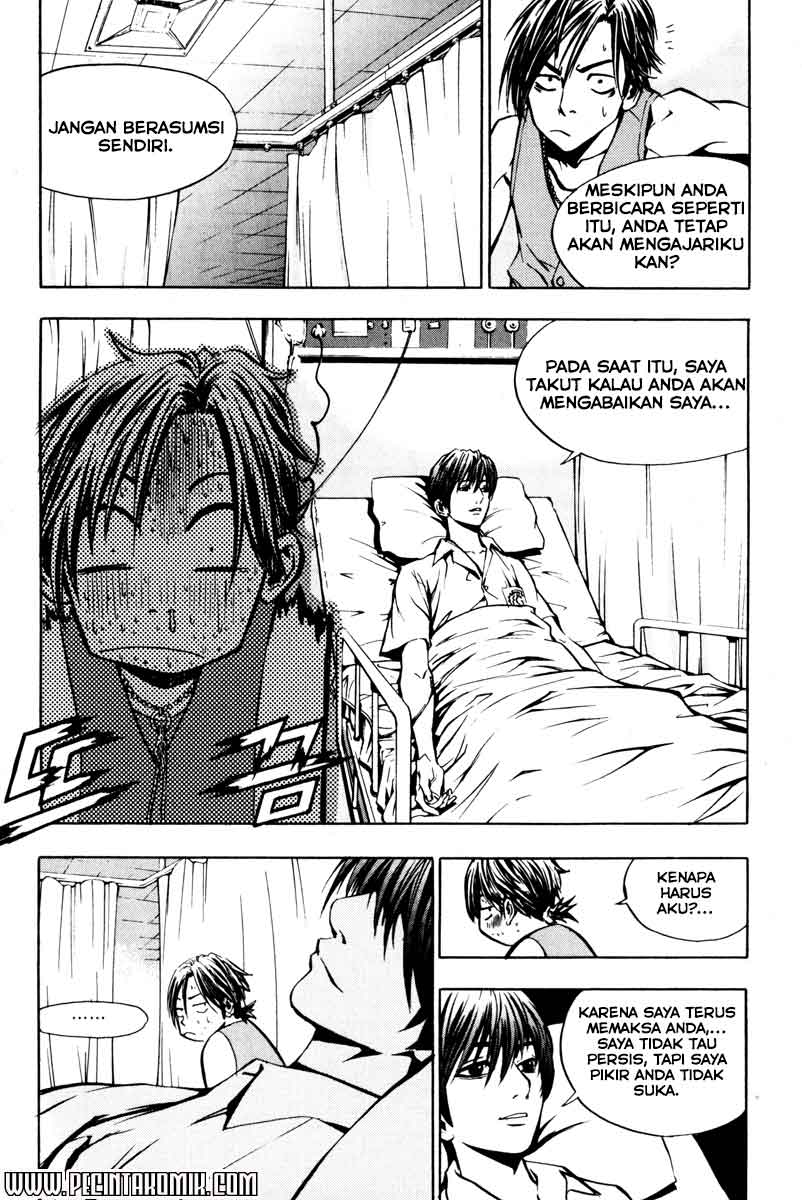 JANGAN BERASUMSI
SENDIRI.
MESKIPUN ANDA
BERBICARA SEPERTI
ITU, ANDA TETAP
AKAN MENGAJARIKU
KAN?
PADA SAAT ITU, SAYA
TAKUT KALAU ANDA AKAN
MENGABAIKAN SAYA...
KENAPA
HARUS
AKU?...
......
KARENA SAYA TERUS
MEMAKSA ANDA,...
SAYA TIDAK TAU
PERSIS, TAPI SAYA
PIKIR ANDA TIDAK
SUKA.
WWW.PECINTAKOMIK.COM